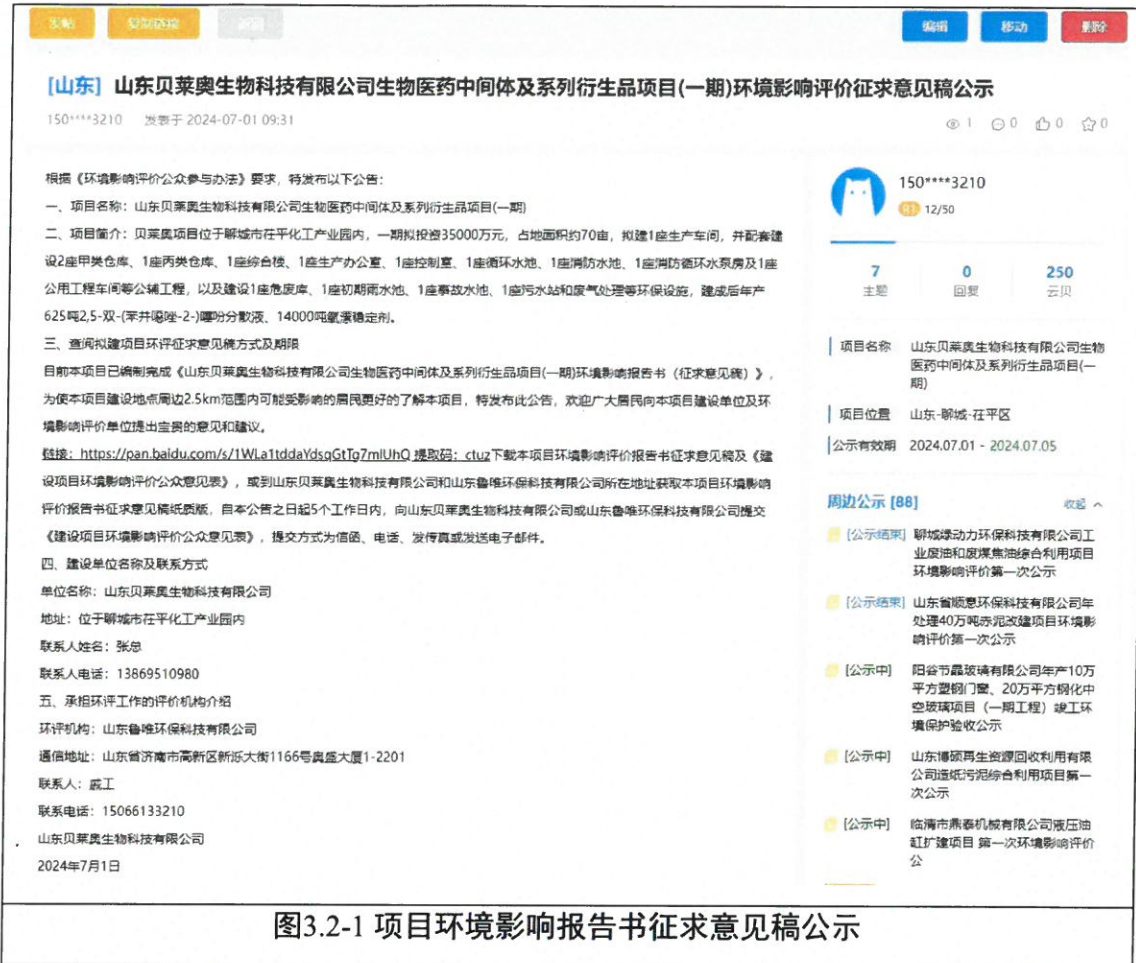 发帖 复制链接 返回 编辑 移动 删除
[山东] 山东贝莱奥生物科技有限公司生物医药中间体及系列衍生品项目(一期)环境影响评价征求意见稿公示
150****3210 发表于 2024-07-01 09:31
1 0 0 0
根据《环境影响评价公众参与办法》要求，特发布以下公告：
一、项目名称：山东贝莱奥生物科技有限公司生物医药中间体及系列衍生品项目(一期)
二、项目简介：贝莱奥项目位于聊城市茌平化工产业园内，一期拟投资35000万元，占地面积约70亩，拟建1座生产车间，并配套建
设2座甲类仓库、1座丙类仓库、1座综合楼、1座生产办公室、1座控制室、1座循环水池、1座消防水池、1座消防循环水泵房及1座
公用工程车间等公辅工程，以及建设1座危废库、1座初期雨水池、1座事故水池、1座污水站和废气处理等环保设施，建成后年产
625吨2,5-双-(苯并噁唑-2-)噻吩分散液、14000吨氧漂稳定剂。
三、查阅拟建项目环评征求意见稿方式及期限
目前本项目已编制完成《山东贝莱奥生物科技有限公司生物医药中间体及系列衍生品项目(一期)环境影响报告书（征求意见稿）》，
为使本项目建设地点周边2.5km范围内可能受影响的居民更好的了解本项目，特发布此公告，欢迎广大居民向本项目建设单位及环
境影响评价单位提出宝贵的意见和建议。
链接：https://pan.baidu.com/s/1WLa1tddaYdsqGtTg7mlUhQ 提取码：ctuz下载本项目环境影响评价报告书征求意见稿及《建
设项目环境影响评价公众意见表》，或到山东贝莱奥生物科技有限公司和山东鲁唯环保科技有限公司所在地址获取本项目环境影响
评价报告书征求意见稿纸质版，自本公告之日起5个工作日内，向山东贝莱奥生物科技有限公司或山东鲁唯环保科技有限公司提交
《建设项目环境影响评价公众意见表》，提交方式为信函、电话、发传真或发送电子邮件。
四、建设单位名称及联系方式
单位名称：山东贝莱奥生物科技有限公司
地址：位于聊城市茌平化工产业园内
联系人姓名：张总
联系人电话：13869510980
五、承担环评工作的评价机构介绍
环评机构：山东鲁唯环保科技有限公司
通信地址：山东省济南市高新区新泺大街1166号奥盛大厦1-2201
联系人：戚工
联系电话：15066133210
山东贝莱奥生物科技有限公司
2024年7月1日
150****3210
R1 12/50
7 0 250
主题 回复 云贝
项目名称 山东贝莱奥生物科技有限公司生物
医药中间体及系列衍生品项目(一
期)
项目位置 山东-聊城-茌平区
公示有效期 2024.07.01 - 2024.07.05
周边公示 [88] 收起
[公示结束] 聊城绿动力环保科技有限公司工
业废油和废煤焦油综合利用项目
环境影响评价第一次公示
[公示结束] 山东省顺意环保科技有限公司年
处理40万吨赤泥改建项目环境影
响评价第一次公示
[公示中] 阳谷节晶玻璃有限公司年产10万
平方塑钢门窗、20万平方钢化中
空玻璃项目（一期工程）竣工环
境保护验收公示
[公示中] 山东博硕再生资源回收利用有限
公司造纸污泥综合利用项目第一
次公示
[公示中] 临清市鼎泰机械有限公司液压油
缸扩建项目 第一次环境影响评价
公
图3.2-1 项目环境影响报告书征求意见稿公示